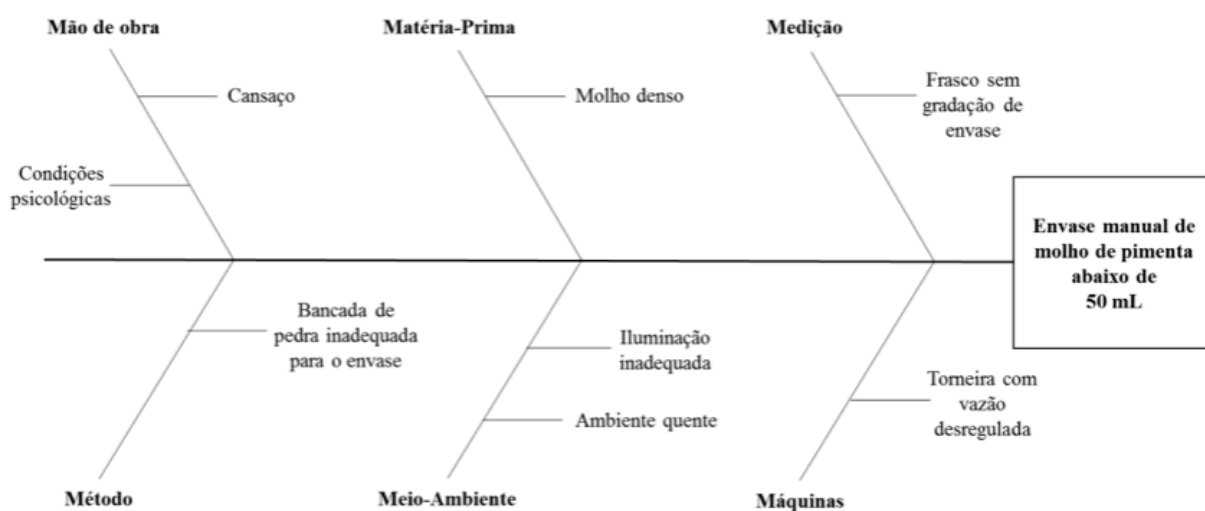 Mão de obra
Matéria-Prima
Medição
Cansaço
Molho denso
Frasco sem
gradação de
envase
Condições
psicológicas
Envase manual de
molho de pimenta
abaixo de
50 mL
Bancada de
pedra inadequada
para o envase
Iluminação
inadequada
Ambiente quente
Torneira com
vazão
desregulada
Método
Meio-Ambiente
Máquinas